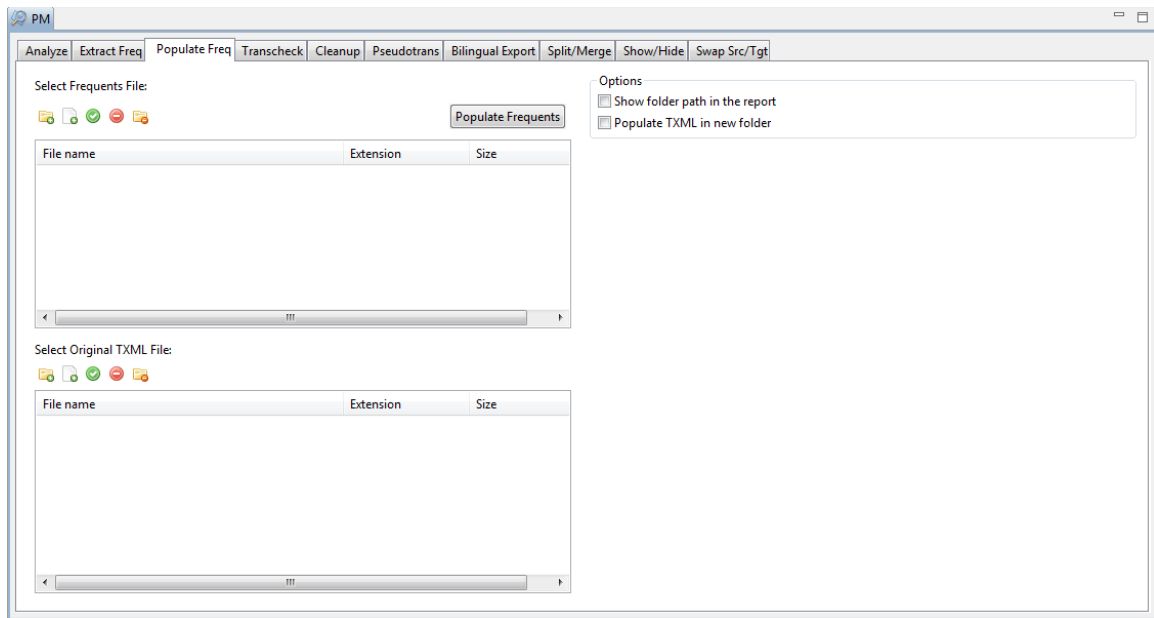 PM
Analyze Extract Freq Populate Freq Transcheck Cleanup Pseudotrans Bilingual Export Split/Merge Show/Hide Swap Src/Tgt
Select Frequents File:
Populate Frequents
File name Extension Size
Select Original TXML File:
File name Extension Size
Options
Show folder path in the report
Populate TXML in new folder